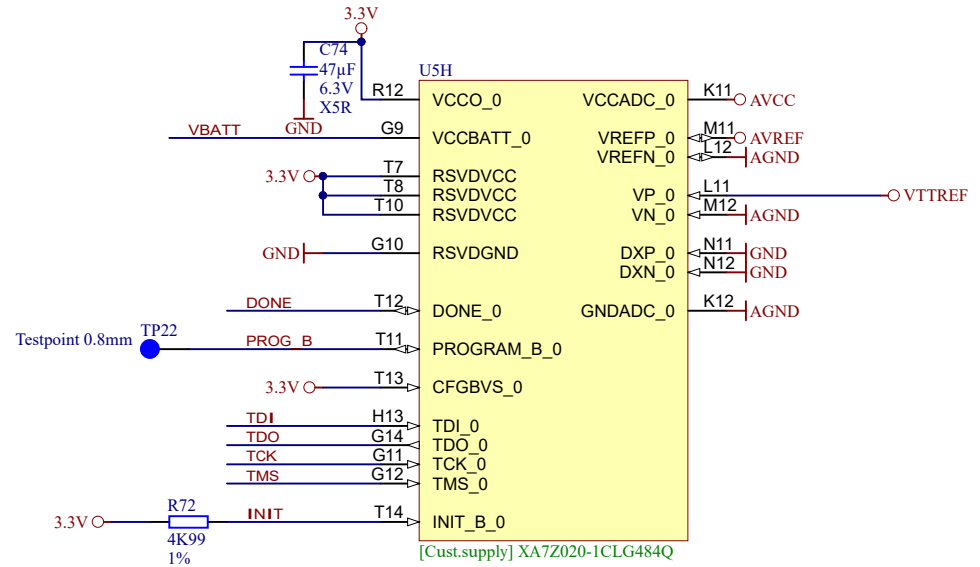 3.3V
C74
47µF
6.3V
X5R
GND
U5H
R12 VCCO_0
VCCADC_0 K11 AVCC
VBATT G9 VCCBATT_0
VREFP_0 M11 AVREF
VREFN_0 L12 AGND
3.3V T7 RSVDVCC
T8 RSVDVCC
T10 RSVDVCC
VP_0 L11 VTTREF
VN_0 M12 AGND
GND G10 RSVDGND
DXP_0 N11 GND
DXN_0 N12 GND
DONE T12 DONE_0
GNDADC_0 K12 AGND
Testpoint 0.8mm TP22 PROG_B T11 PROGRAM_B_0
3.3V T13 CFGBVS_0
TDI H13 TDI_0
TDO G14 TDO_0
TCK G11 TCK_0
TMS G12 TMS_0
R72
3.3V INIT T14 INIT_B_0
4K99
1%
[Cust.supply] XA7Z020-1CLG484Q